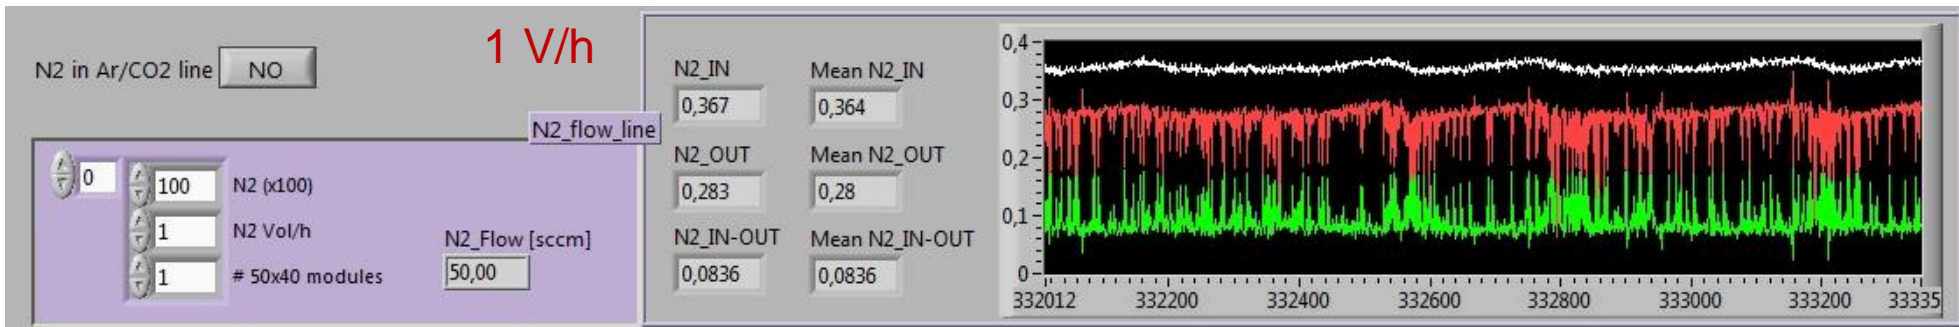 1 V/h
N2 in Ar/CO2 line NO
N2_flow_line
0
100 N2 (x100)
1 N2 Vol/h
1 # 50x40 modules
N2_Flow [sccm]
50,00
N2_IN Mean N2_IN
0,367 0,364
N2_OUT Mean N2_OUT
0,283 0,28
N2_IN-OUT Mean N2_IN-OUT
0,0836 0,0836
0,4
0,3
0,2
0,1
0
332012 332200 332400 332600 332800 333000 333200 33335